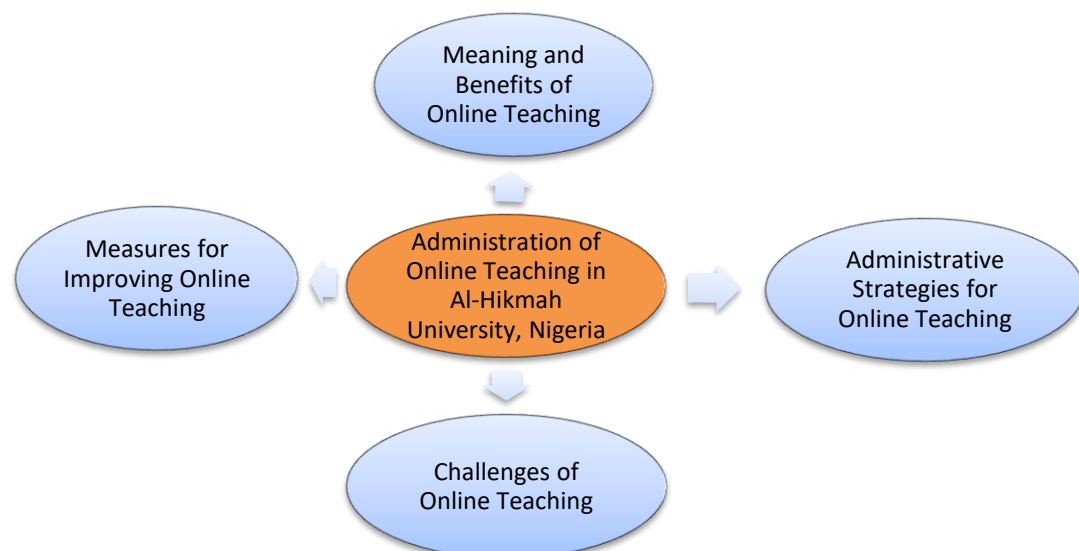 Meaning and
Benefits of
Online Teaching
Measures for
Improving Online
Teaching
Administration of
Online Teaching in
Al-Hikmah
University, Nigeria
Administrative
Strategies for
Online Teaching
Challenges of
Online Teaching